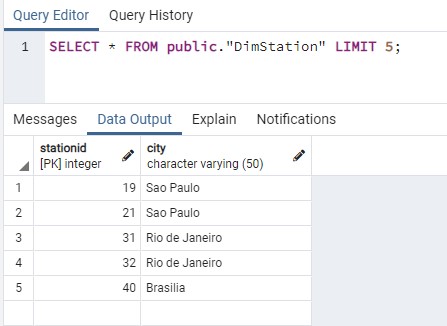 Query Editor Query History
1 SELECT * FROM public."DimStation" LIMIT 5;
Messages Data Output Explain Notifications
stationid city
[PK] integer character varying (50)
1 19 Sao Paulo
2 21 Sao Paulo
3 31 Rio de Janeiro
4 32 Rio de Janeiro
5 40 Brasilia